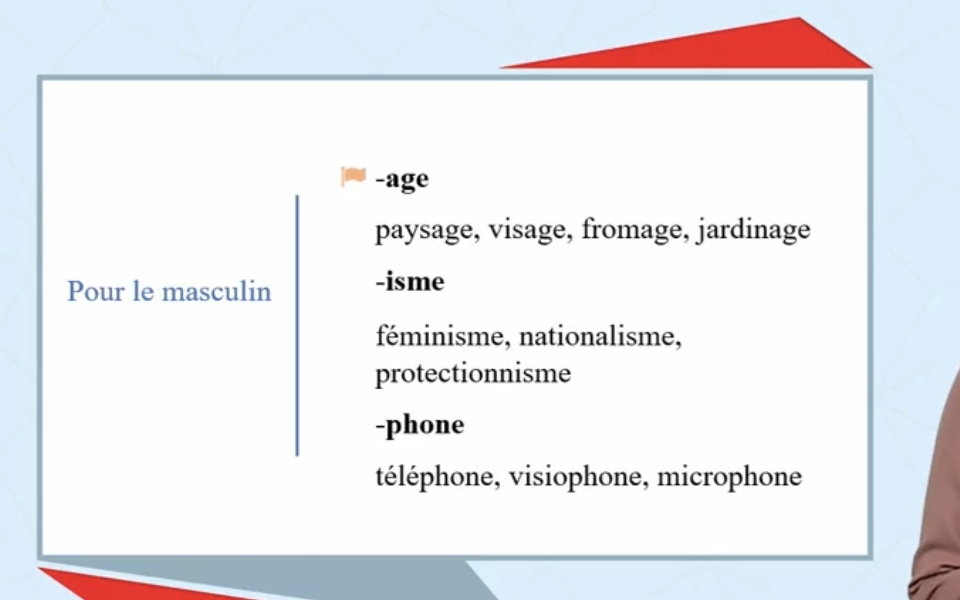 -age
paysage, visage, fromage, jardinage
-isme
Pour le masculin
féminisme, nationalisme,
protectionnisme
-phone
téléphone, visiophone, microphone